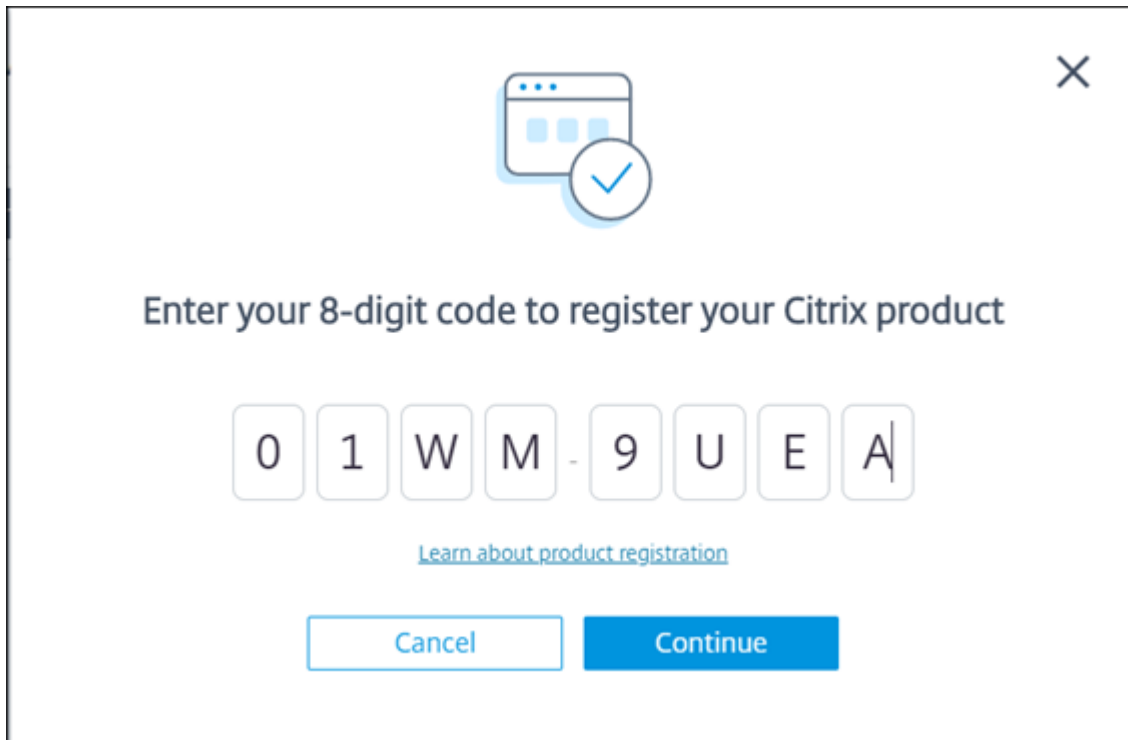 Enter your 8-digit code to register your Citrix product
0 1 W M - 9 U E A
Learn about product registration
Cancel Continue